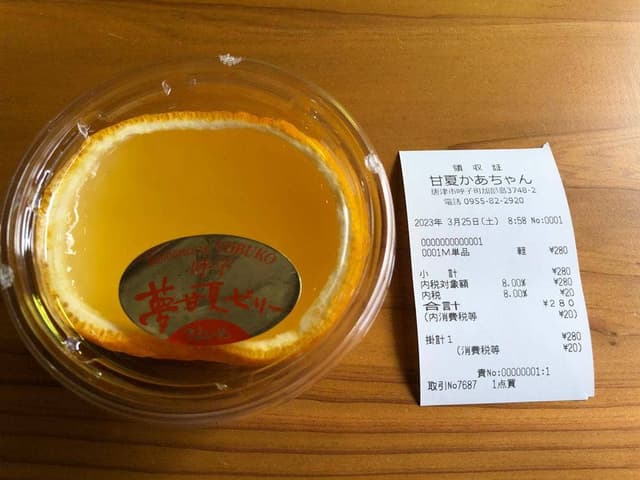 YOBUKO
呼子
夢甘夏ゼリー
領収証
甘夏かあちゃん
唐津市呼子町加部島3748-2
電話 0955-82-2920
2023年 3月25日(土) 8:58 No:0001
0000000000001
0001M単品 軽 ¥280
小 計 ¥280
内税対象額 8.00% ¥280
内税 8.00% ¥20
合計 ¥280
(内消費税等 ¥20)
掛計1 ¥280
(消費税等 ¥20)
責No:00000001:1
取引No7687 1点買